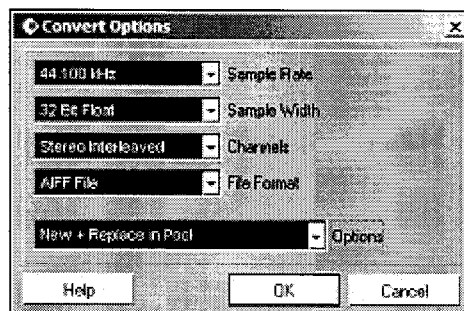 Convert Options
44.100 kHz Sample Rate
32 Bit Float Sample Width
Stereo Interleaved Channels
AIFF File File Format
New + Replace in Pool Options
Help OK Cancel